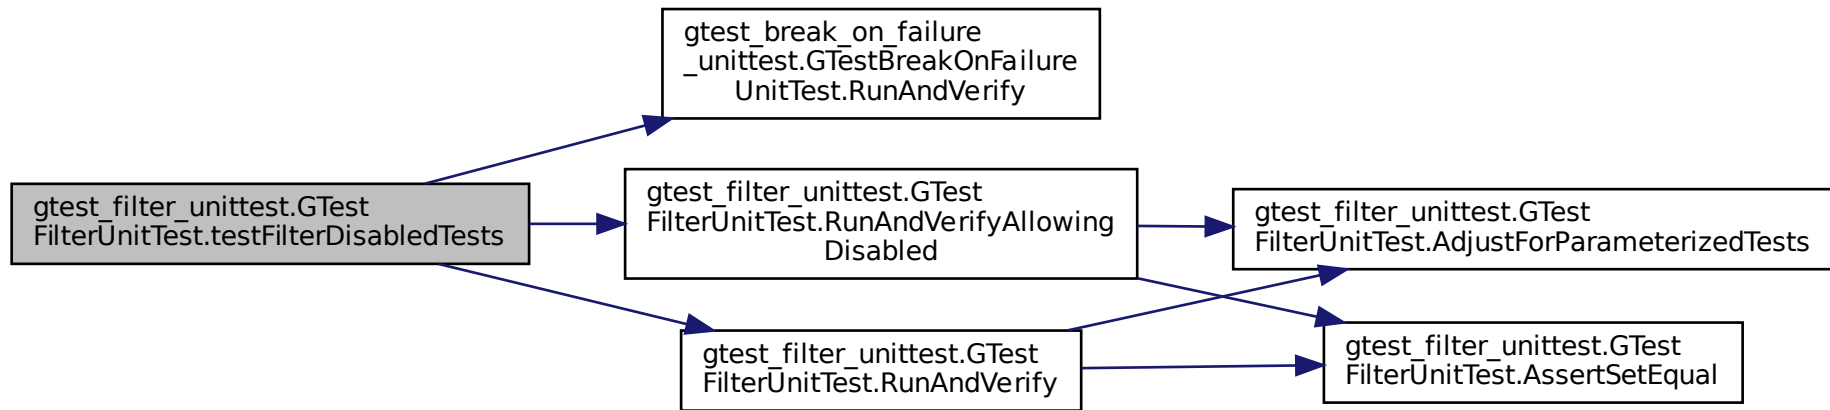 gtest_break_on_failure
_unittest.GTestBreakOnFailure
UnitTest.RunAndVerify
gtest_filter_unittest.GTest
FilterUnitTest.testFilterDisabledTests
gtest_filter_unittest.GTest
FilterUnitTest.RunAndVerifyAllowing
Disabled
gtest_filter_unittest.GTest
FilterUnitTest.AdjustForParameterizedTests
gtest_filter_unittest.GTest
FilterUnitTest.RunAndVerify
gtest_filter_unittest.GTest
FilterUnitTest.AssertSetEqual